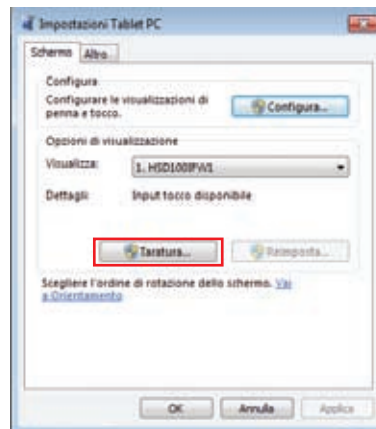 Impostazioni Tablet PC
Schermo Altro
Configura
Configurare le visualizzazioni di
penna e tocco.
Configura...
Opzioni di visualizzazione
Visualizza: 1. HSD100IFW1
Dettagli: Input tocco disponibile
Taratura... Reimposta...
Scegliere l'ordine di rotazione dello schermo. Vai
a Orientamento
OK Annulla Applica